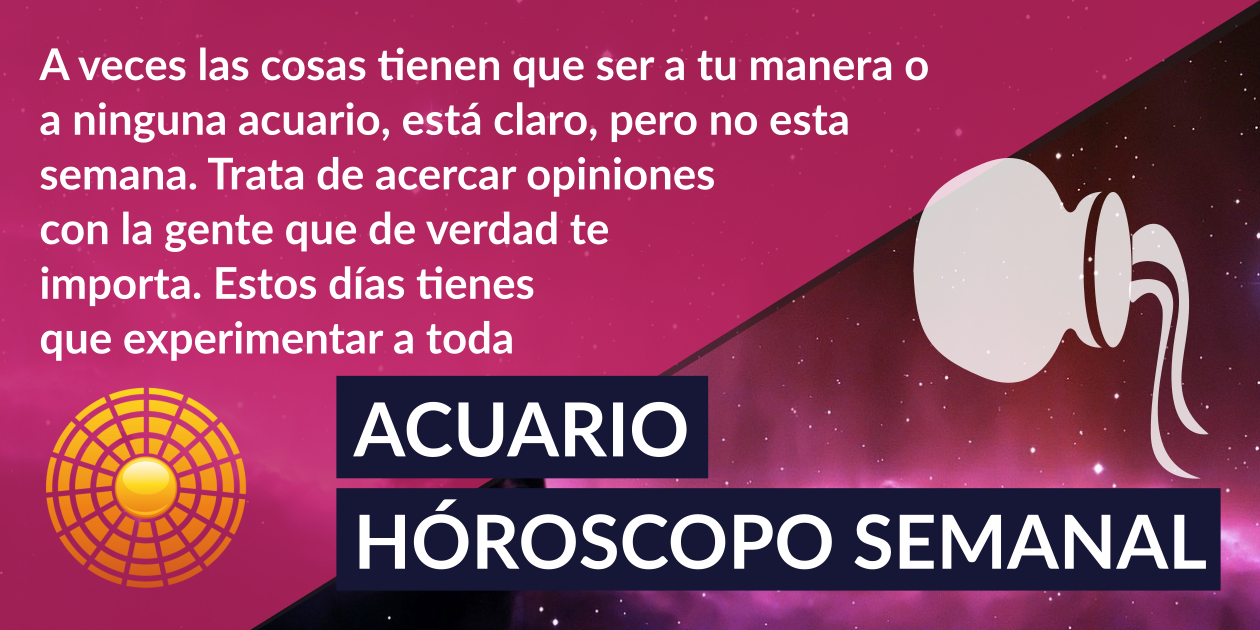 A veces las cosas tienen que ser a tu manera o
a ninguna acuario, está claro, pero no esta
semana. Trata de acercar opiniones
con la gente que de verdad te
importa. Estos días tienes
que experimentar a toda
ACUARIO
HÓROSCOPO SEMANAL